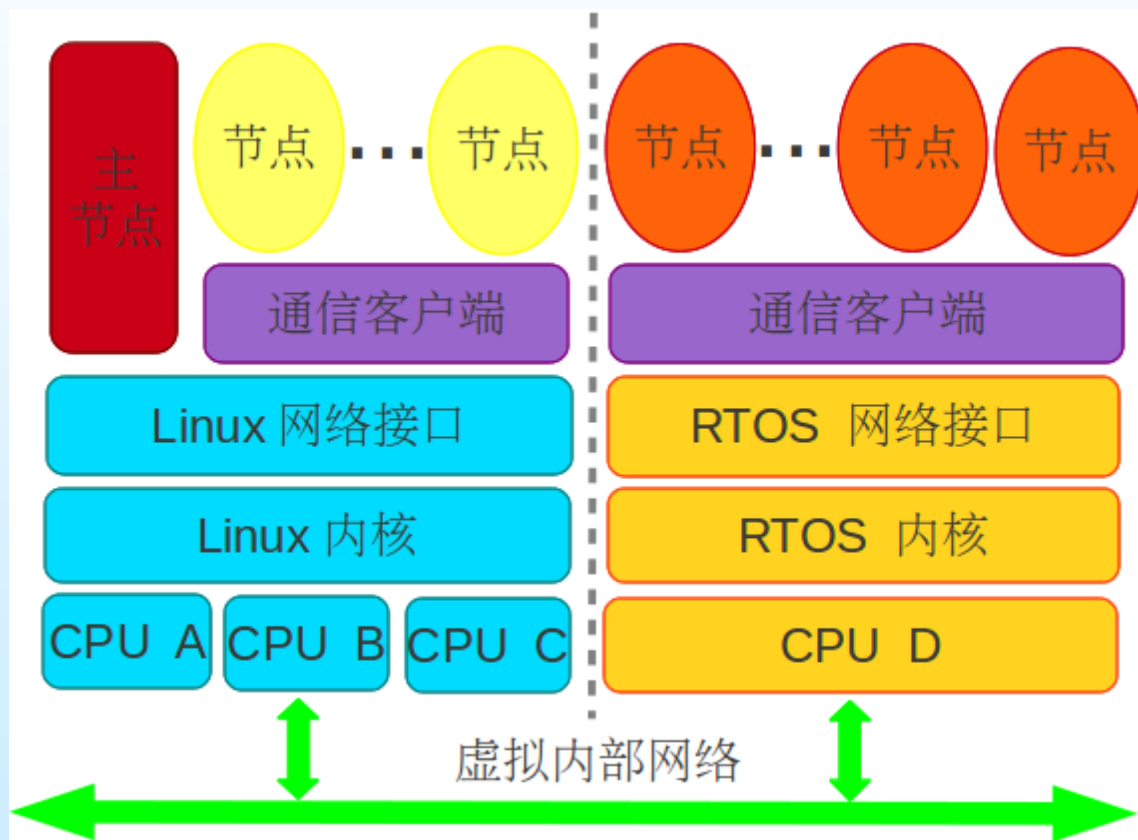 主
节点
节点 ... 节点
节点 ... 节点 节点
通信客户端
通信客户端
Linux 网络接口
RTOS 网络接口
Linux 内核
RTOS 内核
CPU A
CPU B
CPU C
CPU D
虚拟内部网络